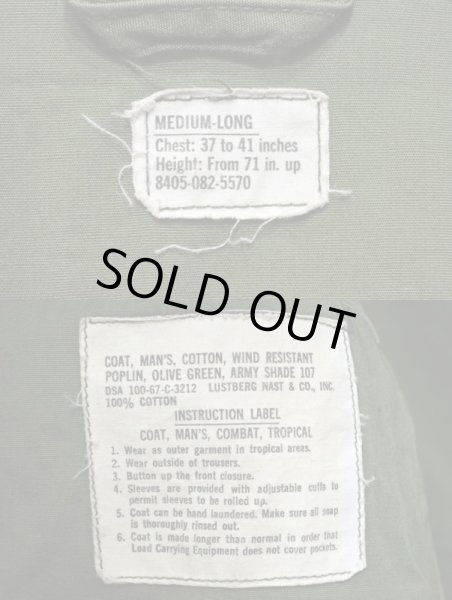 MEDIUM-LONG
Chest: 37 to 41 inches
Height: From 71 in. up
8405-082-5570
SOLD OUT
COAT, MAN'S, COTTON, WIND RESISTANT
POPLIN, OLIVE GREEN, ARMY SHADE 107
DSA 100-67-C-3212 LUSTBERG NAST & CO., INC.
100% COTTON
INSTRUCTION LABEL
COAT, MAN'S, COMBAT, TROPICAL
1. Wear as outer garment in tropical areas.
2. Wear outside of trousers.
3. Button up the front closure.
4. Sleeves are provided with adjustable cuffs to
permit sleeves to be rolled up.
5. Coat can be hand laundered. Make sure all soap
is thoroughly rinsed out.
6. Coat is made longer than normal in order that
Load Carrying Equipment does not cover pockets.